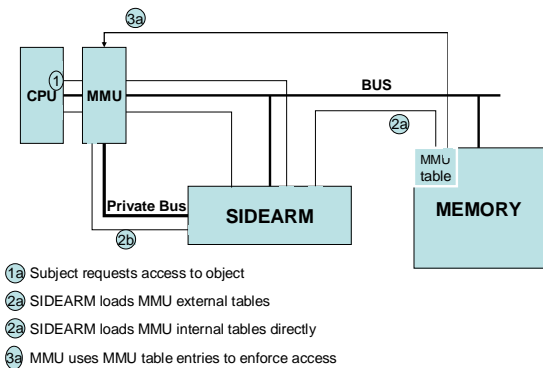 3a
BUS
1
CPU
MMU
2a
MMU
table
MEMORY
Private Bus
SIDEARM
2b
1a Subject requests access to object
2a SIDEARM loads MMU external tables
2a SIDEARM loads MMU internal tables directly
3a MMU uses MMU table entries to enforce access